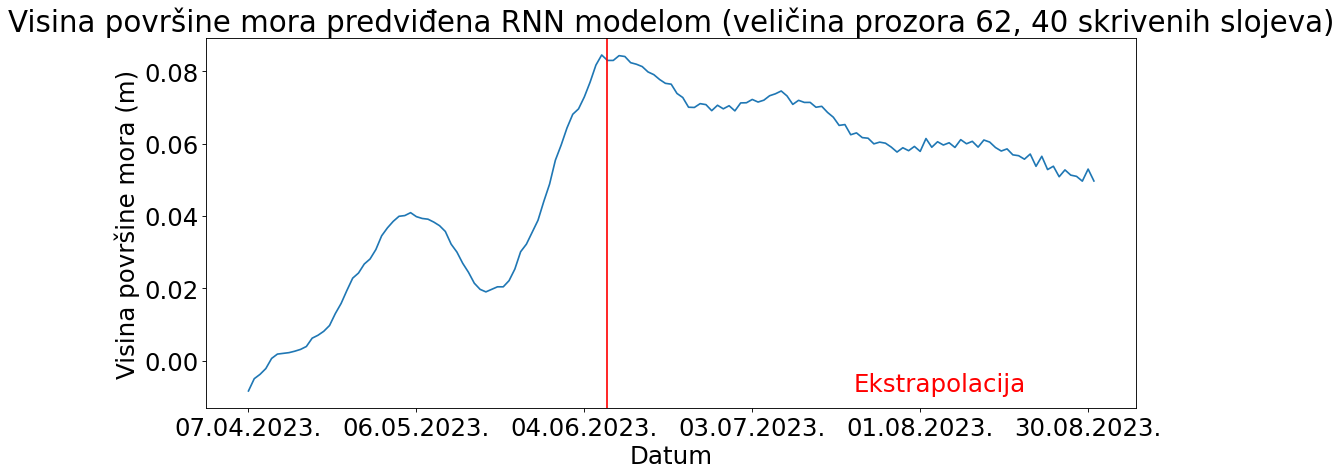 Visina površine mora predviđena RNN modelom (veličina prozora 62, 40 skrivenih slojeva)
Visina površine mora (m)
0.08
0.06
0.04
0.02
0.00
Ekstrapolacija
07.04.2023. 06.05.2023. 04.06.2023. 03.07.2023. 01.08.2023. 30.08.2023.
Datum